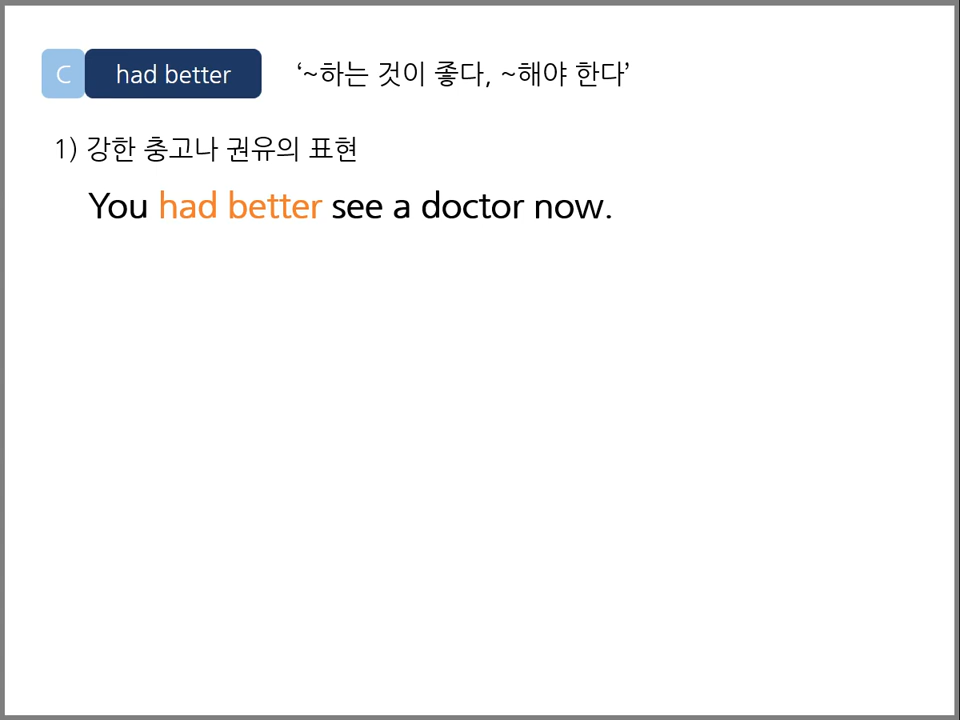 C had better ‘~하는 것이 좋다, ~해야 한다’
1) 강한 충고나 권유의 표현
You had better see a doctor now.